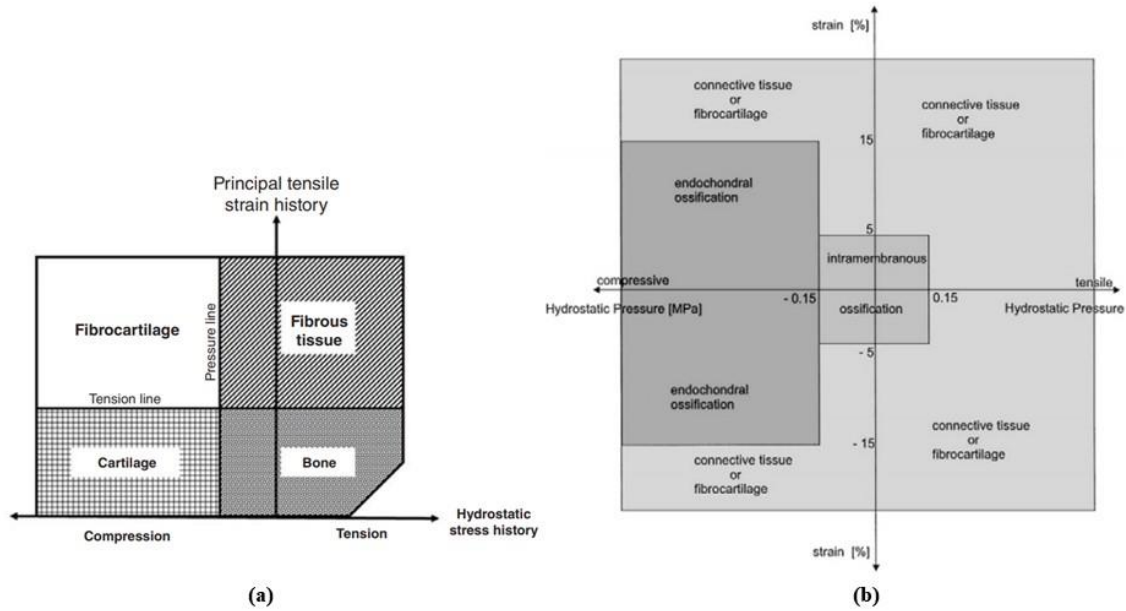 Principal tensile
strain history
Fibrocartilage
Pressure line
Fibrous
tissue
Tension line
Cartilage
Bone
Compression
Tension
Hydrostatic
stress history
(a)
strain [%]
connective tissue
or
fibrocartilage
connective tissue
or
fibrocartilage
15
endochondral
ossification
5
intramembranous
compressive
tensile
Hydrostatic Pressure [MPa]
- 0.15
0.15
Hydrostatic Pressure
ossification
- 5
endochondral
ossification
- 15
connective tissue
or
fibrocartilage
connective tissue
or
fibrocartilage
strain [%]
(b)